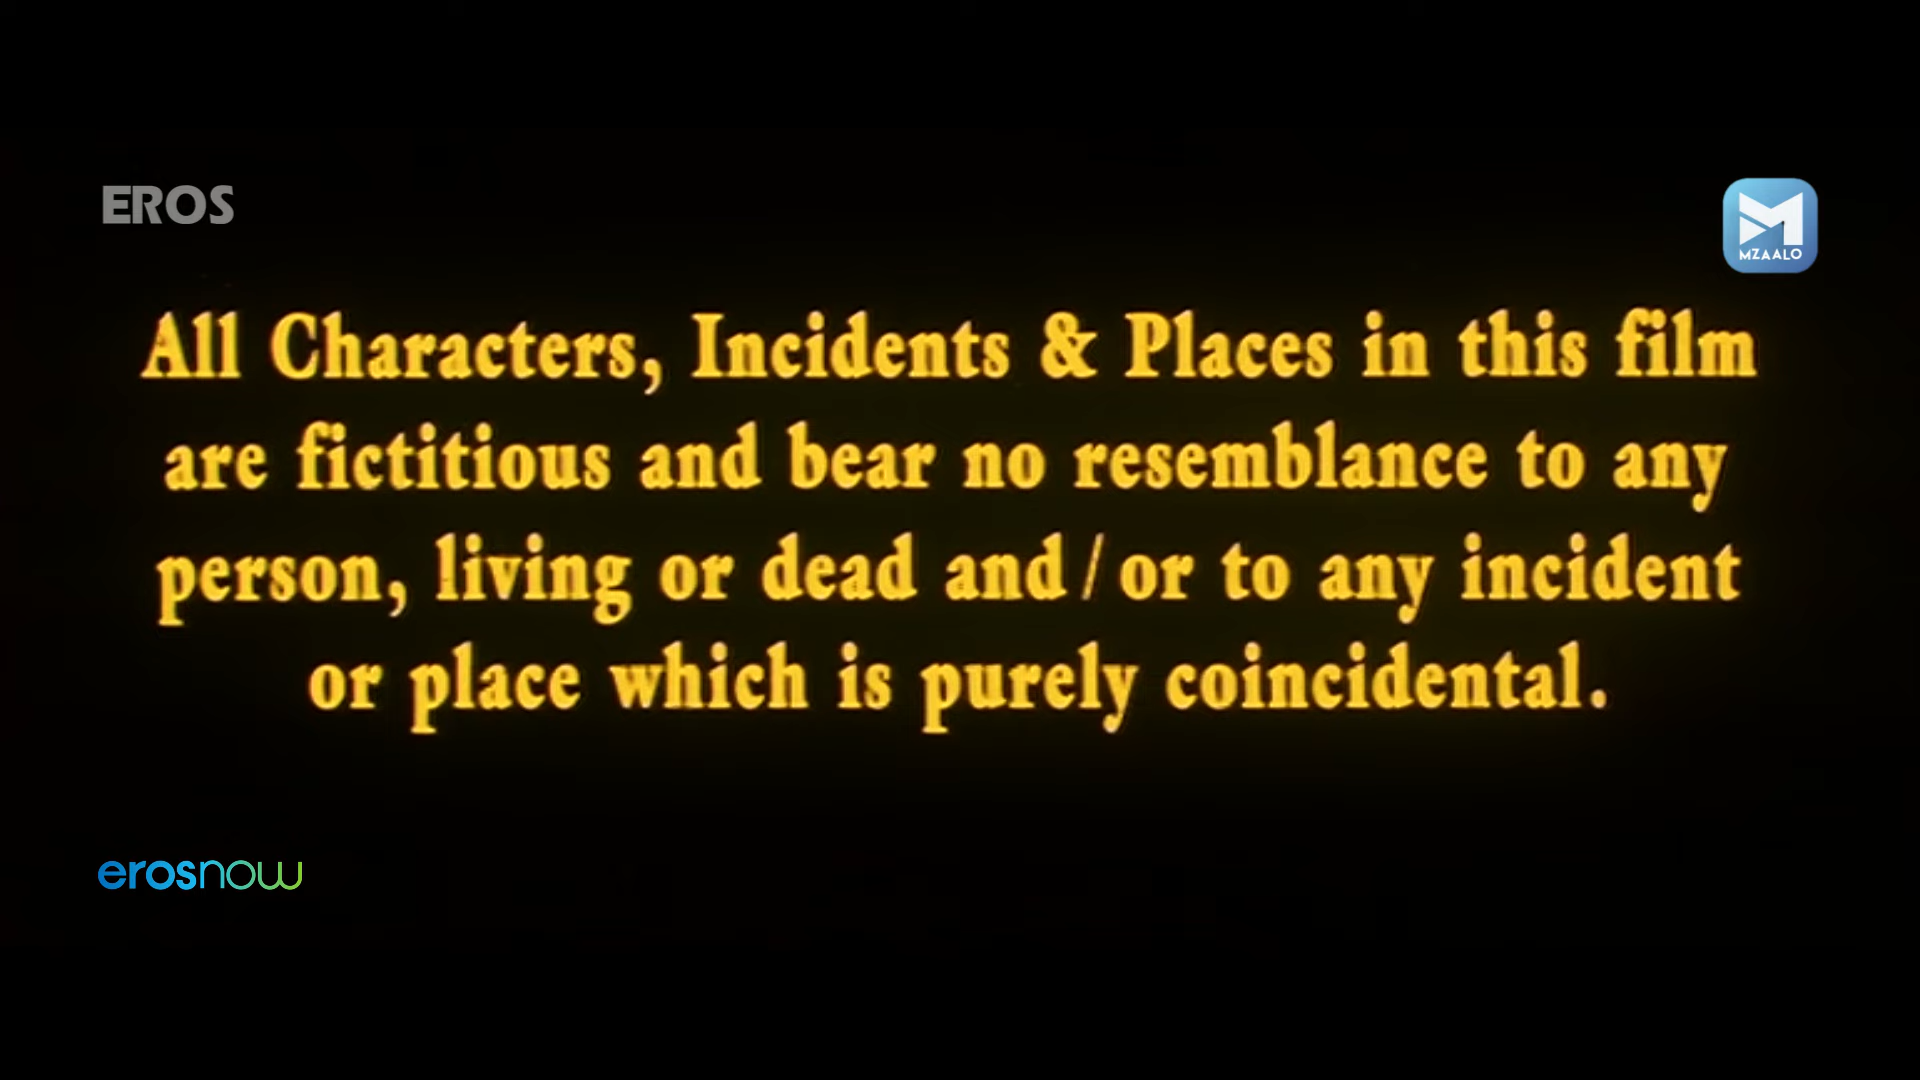 EROS
MZAALO
All Characters, Incidents & Places in this film
are fictitious and bear no resemblance to any
person, living or dead and/or to any incident
or place which is purely coincidental.
erosnow